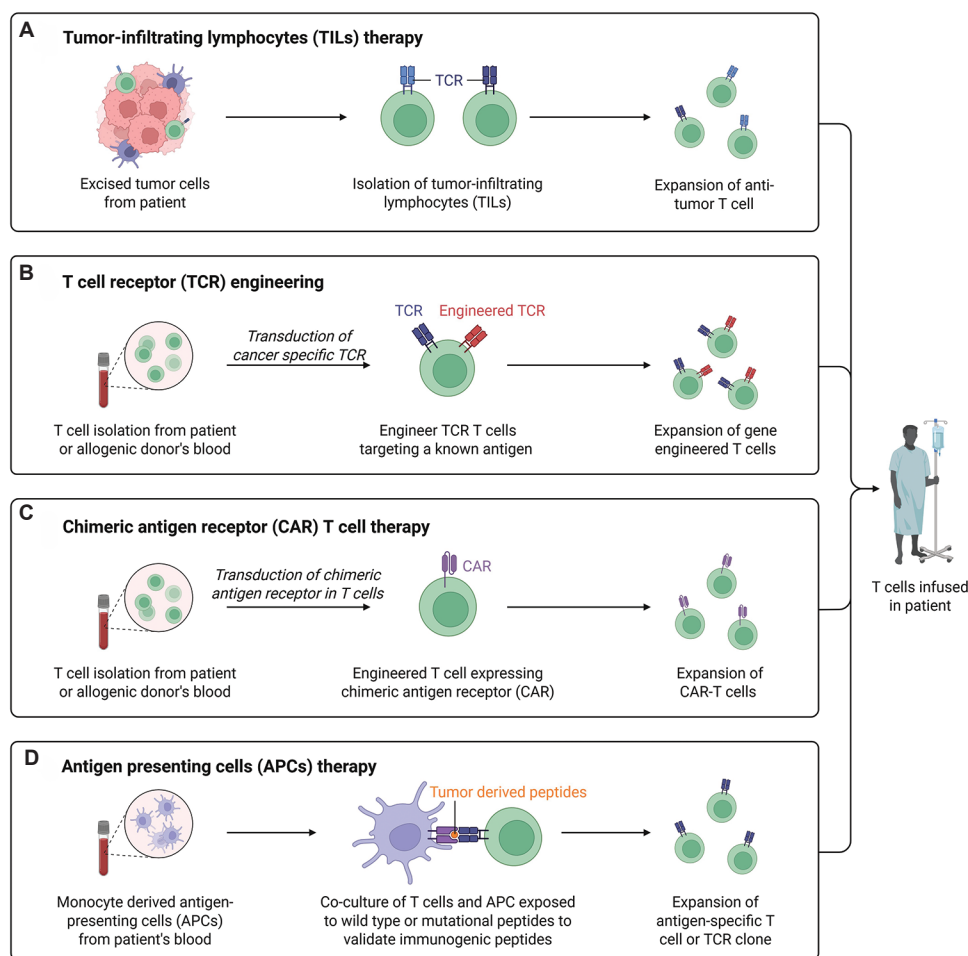 A
Tumor-infiltrating lymphocytes (TILs) therapy
TCR
Excised tumor cells
from patient
Isolation of tumor-infiltrating
lymphocytes (TILs)
Expansion of anti-
tumor T cell
B
T cell receptor (TCR) engineering
Transduction of
cancer specific TCR
TCR
Engineered TCR
T cell isolation from patient
or allogenic donor's blood
Engineer TCR T cells
targeting a known antigen
Expansion of gene
engineered T cells
C
Chimeric antigen receptor (CAR) T cell therapy
Transduction of chimeric
antigen receptor in T cells
CAR
T cell isolation from patient
or allogenic donor's blood
Engineered T cell expressing
chimeric antigen receptor (CAR)
Expansion of
CAR-T cells
D
Antigen presenting cells (APCs) therapy
Tumor derived peptides
Monocyte derived antigen-
presenting cells (APCs)
from patient's blood
Co-culture of T cells and APC exposed
to wild type or mutational peptides to
validate immunogenic peptides
Expansion of
antigen-specific T
cell or TCR clone
T cells infused
in patient